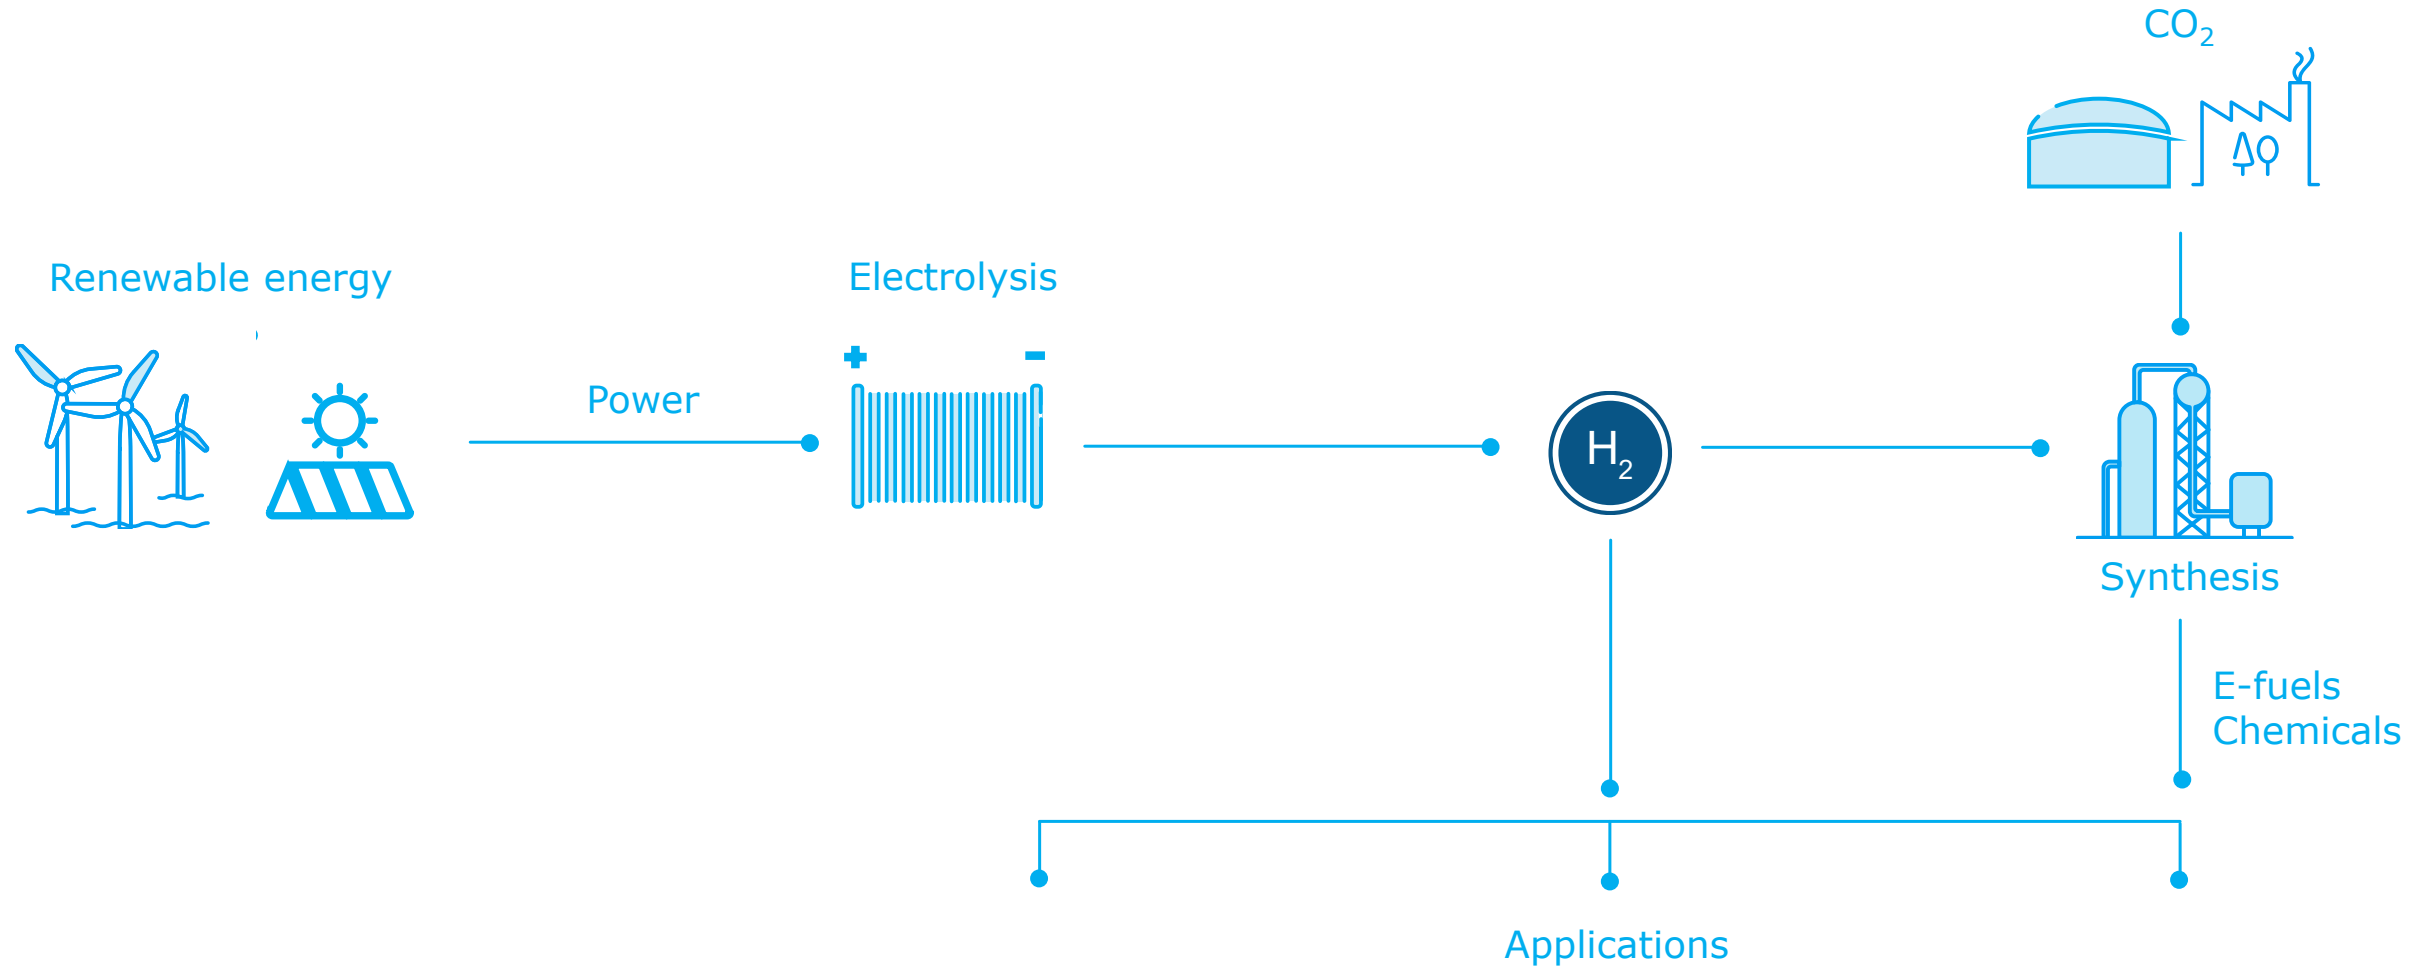 CO₂
Renewable energy
Electrolysis
+ -
Power
H₂
Synthesis
E-fuels
Chemicals
Applications